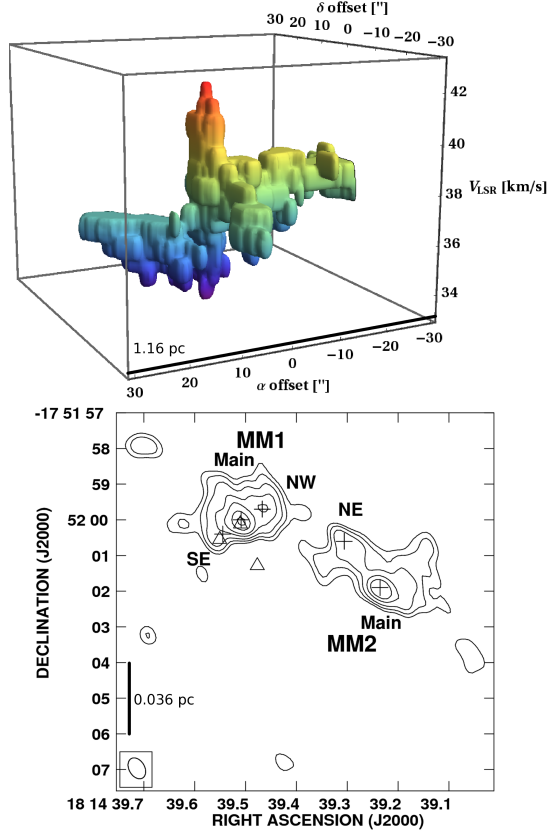 δ offset ["]
30 20 10 0 −10 −20 −30
42
40
38
36
34
V_LSR [km/s]
1.16 pc
30 20 10 0 −10 −20 −30
α offset ["]
-17 51 57
58
59
52 00
01
02
03
04
05
06
07
DECLINATION (J2000)
MM1
Main
NW
SE
NE
Main
MM2
0.036 pc
18 14 39.7 39.6 39.5 39.4 39.3 39.2 39.1
RIGHT ASCENSION (J2000)